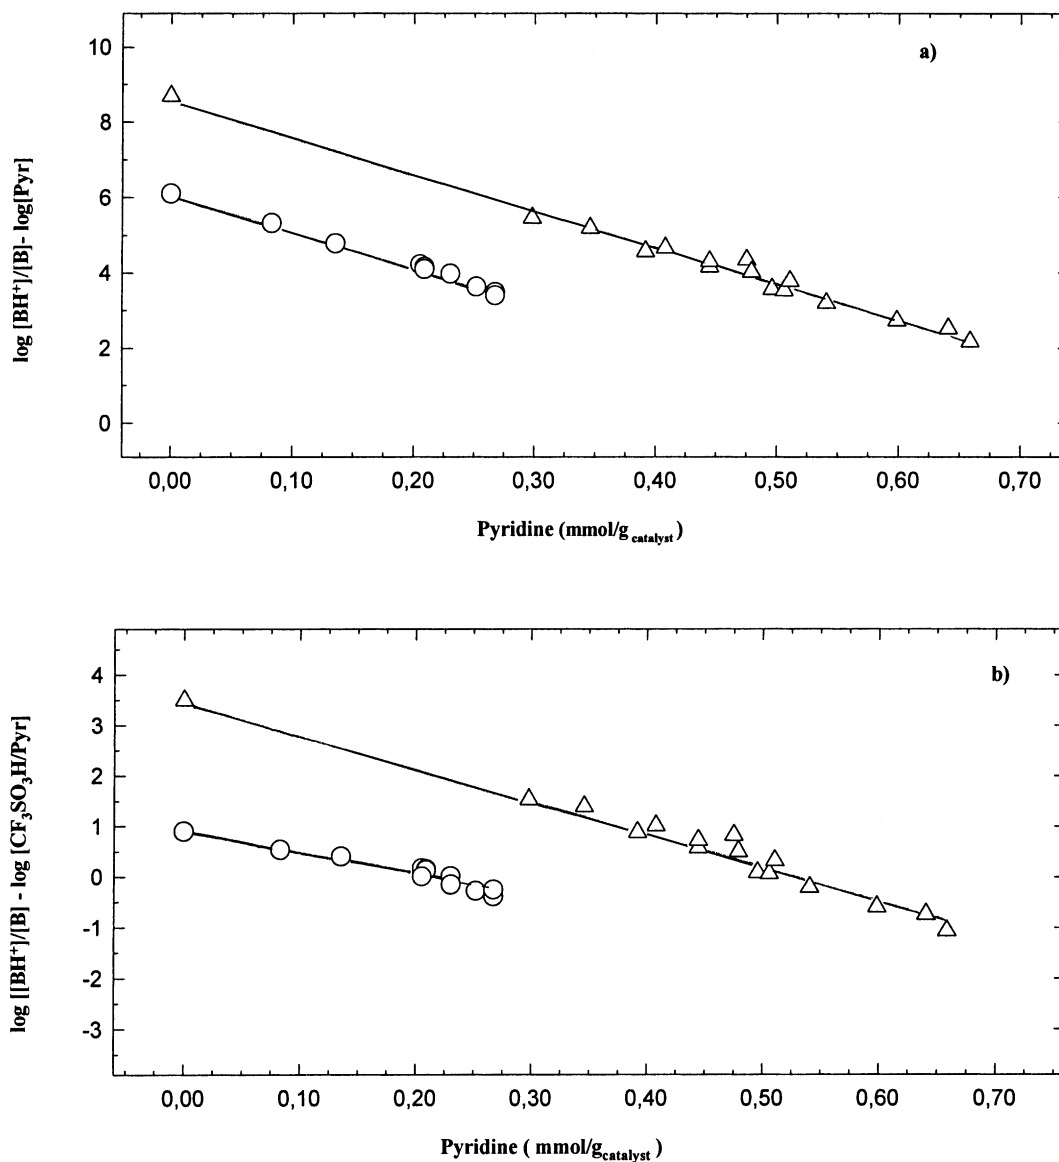 a)
10
8
6
4
2
0
log [BH⁺]/[B]- log[Pyr]
0,00 0,10 0,20 0,30 0,40 0,50 0,60 0,70
Pyridine (mmol/g catalyst )
b)
4
3
2
1
0
-1
-2
-3
log [[BH⁺]/[B] - log [CF₃SO₃H/Pyr]
0,00 0,10 0,20 0,30 0,40 0,50 0,60 0,70
Pyridine ( mmol/g catalyst )